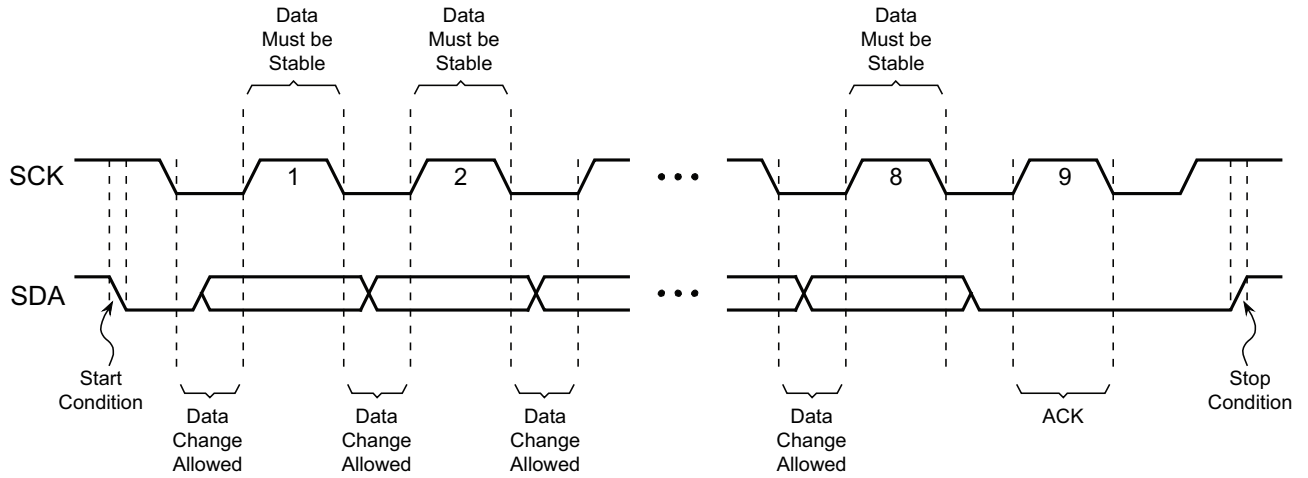 Data
Must be
Stable
Data
Must be
Stable
Data
Must be
Stable
SCK
1
2
8
9
SDA
Start
Condition
Data
Change
Allowed
Data
Change
Allowed
Data
Change
Allowed
Data
Change
Allowed
ACK
Stop
Condition